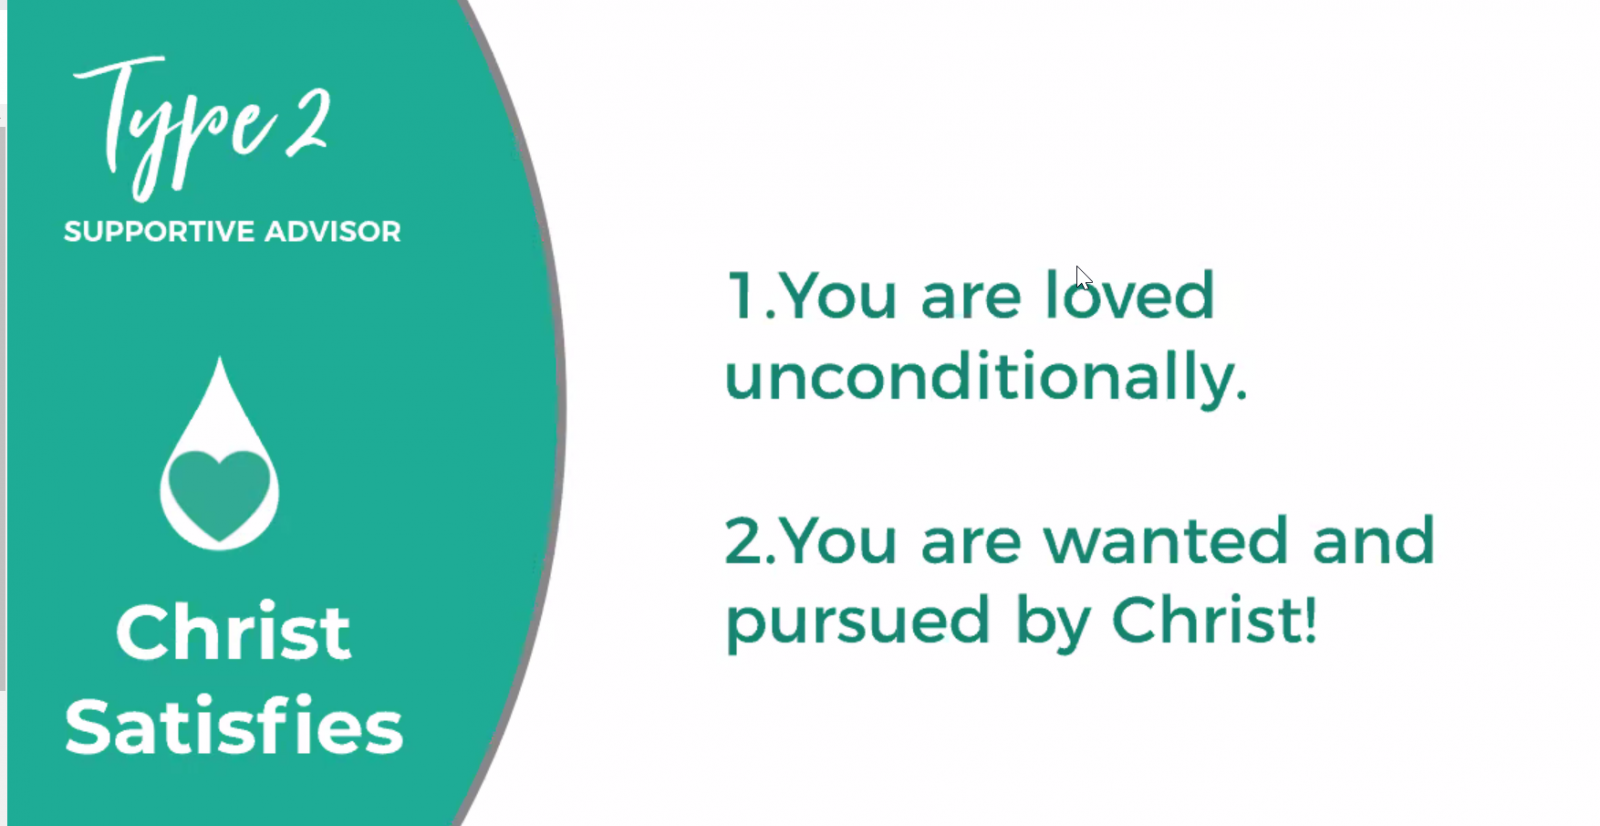 Type 2
SUPPORTIVE ADVISOR
Christ
Satisfies
1.You are loved
unconditionally.
2.You are wanted and
pursued by Christ!